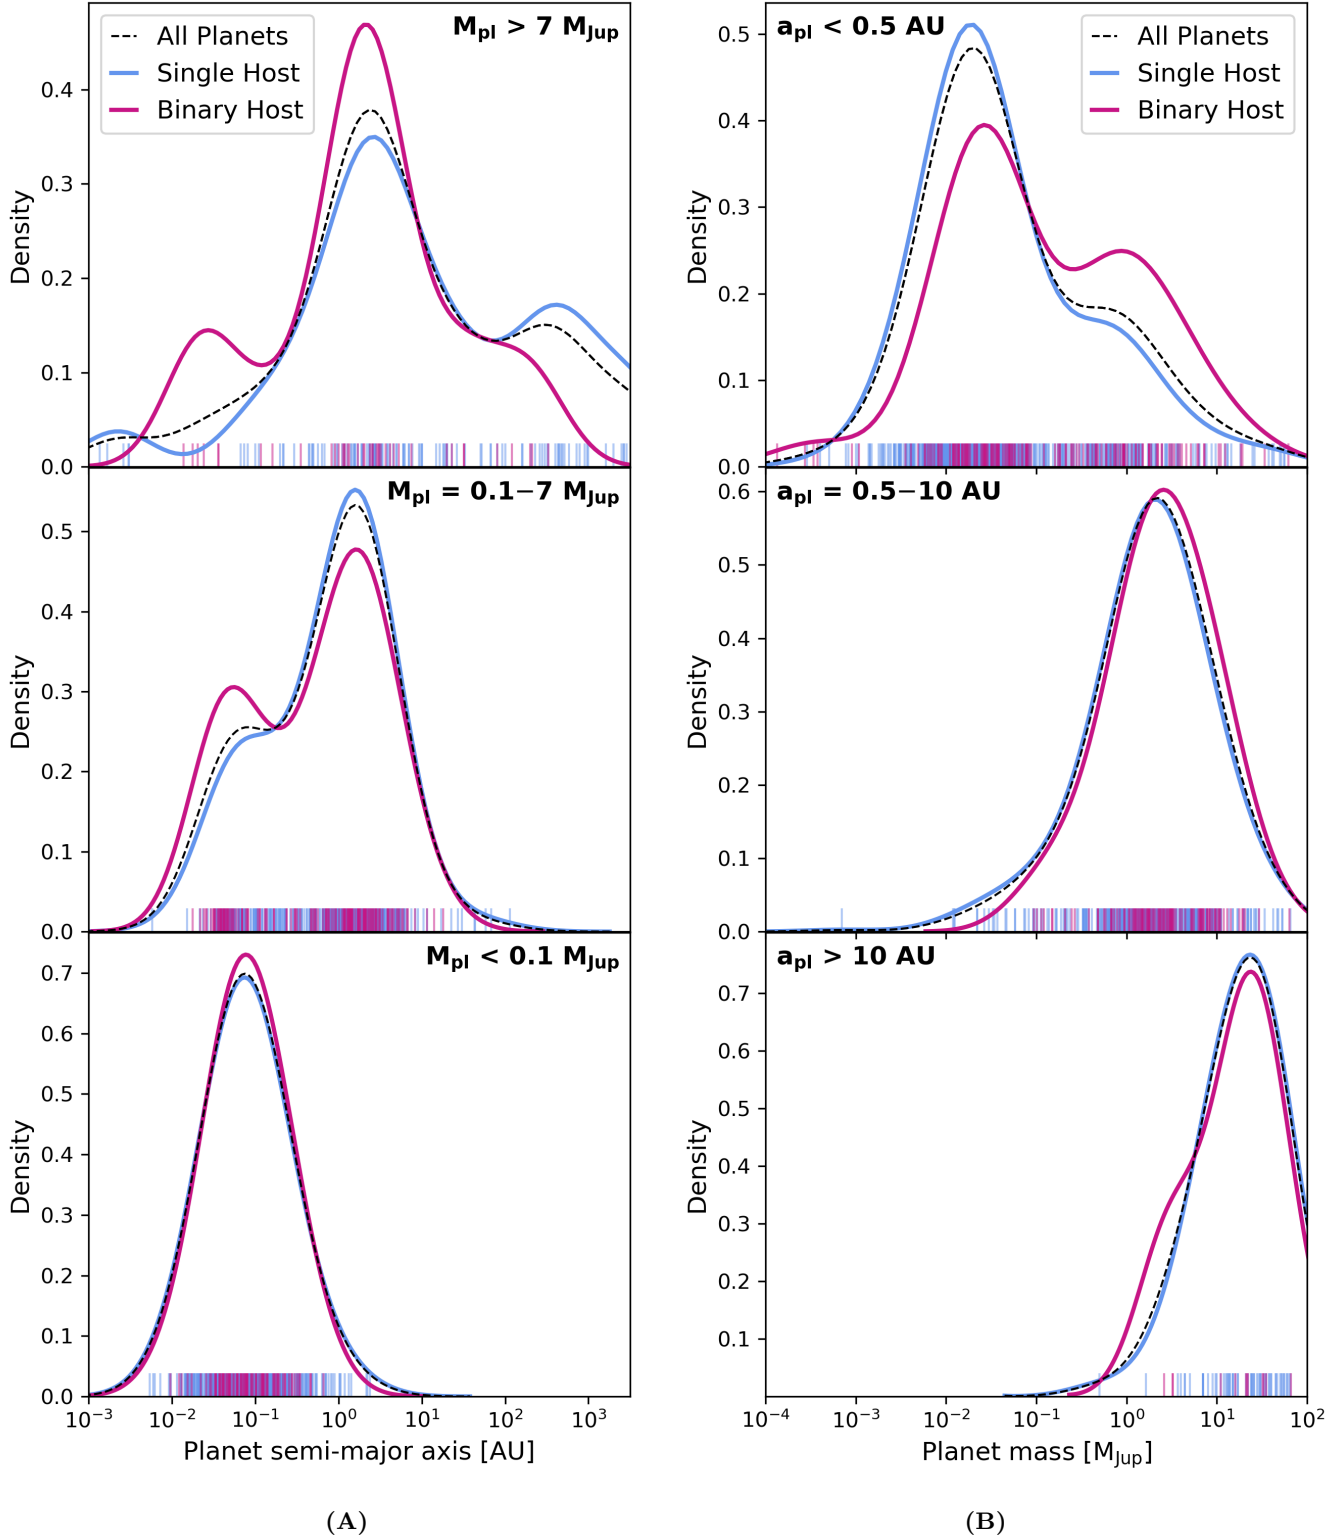 M_pl > 7 M_Jup
All Planets
Single Host
Binary Host
0.4
0.3
0.2
0.1
0.0
Density
M_pl = 0.1−7 M_Jup
0.5
0.4
0.3
0.2
0.1
0.0
Density
M_pl < 0.1 M_Jup
0.7
0.6
0.5
0.4
0.3
0.2
0.1
0.0
Density
10^−3 10^−2 10^−1 10^0 10^1 10^2 10^3
Planet semi-major axis [AU]
(A)
a_pl < 0.5 AU
All Planets
Single Host
Binary Host
0.5
0.4
0.3
0.2
0.1
0.0
Density
a_pl = 0.5−10 AU
0.6
0.5
0.4
0.3
0.2
0.1
0.0
Density
a_pl > 10 AU
0.7
0.6
0.5
0.4
0.3
0.2
0.1
Density
10^−4 10^−3 10^−2 10^−1 10^0 10^1 10^2
Planet mass [M_Jup]
(B)